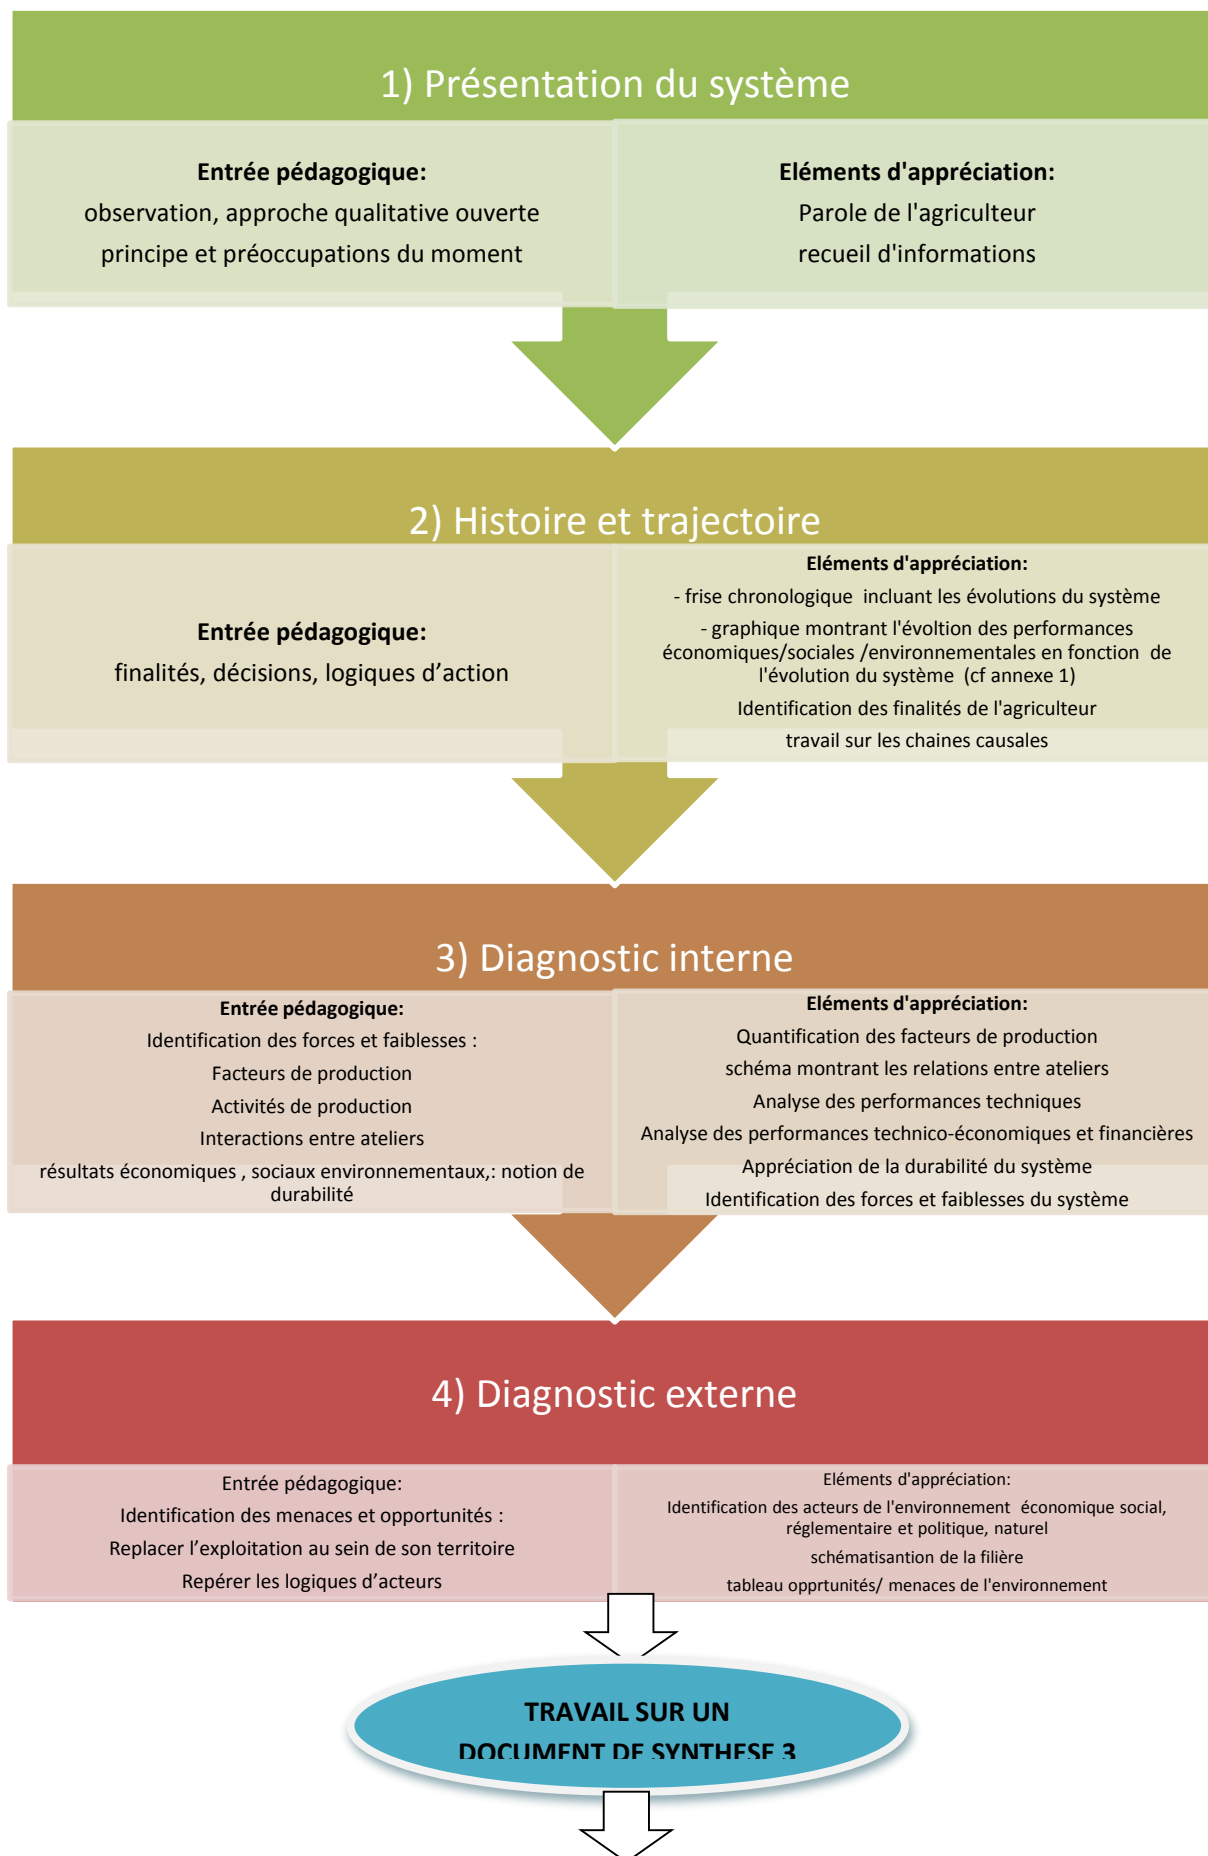 1) Présentation du système
Entrée pédagogique:
observation, approche qualitative ouverte
principe et préoccupations du moment
Eléments d'appréciation:
Parole de l'agriculteur
recueil d'informations
2) Histoire et trajectoire
Entrée pédagogique:
finalités, décisions, logiques d’action
Eléments d'appréciation:
- frise chronologique incluant les évolutions du système
- graphique montrant l'évoltion des performances
économiques/sociales /environnementales en fonction de
l'évolution du système (cf annexe 1)
Identification des finalités de l'agriculteur
travail sur les chaines causales
3) Diagnostic interne
Entrée pédagogique:
Identification des forces et faiblesses :
Facteurs de production
Activités de production
Interactions entre ateliers
résultats économiques , sociaux environnementaux,: notion de
durabilité
Eléments d'appréciation:
Quantification des facteurs de production
schéma montrant les relations entre ateliers
Analyse des performances techniques
Analyse des performances technico-économiques et financières
Appréciation de la durabilité du système
Identification des forces et faiblesses du système
4) Diagnostic externe
Entrée pédagogique:
Identification des menaces et opportunités :
Replacer l’exploitation au sein de son territoire
Repérer les logiques d’acteurs
Eléments d'appréciation:
Identification des acteurs de l'environnement économique social,
réglementaire et politique, naturel
schématisantion de la filière
tableau opprtunités/ menaces de l'environnement
TRAVAIL SUR UN
DOCUMENT DE SYNTHESE 3